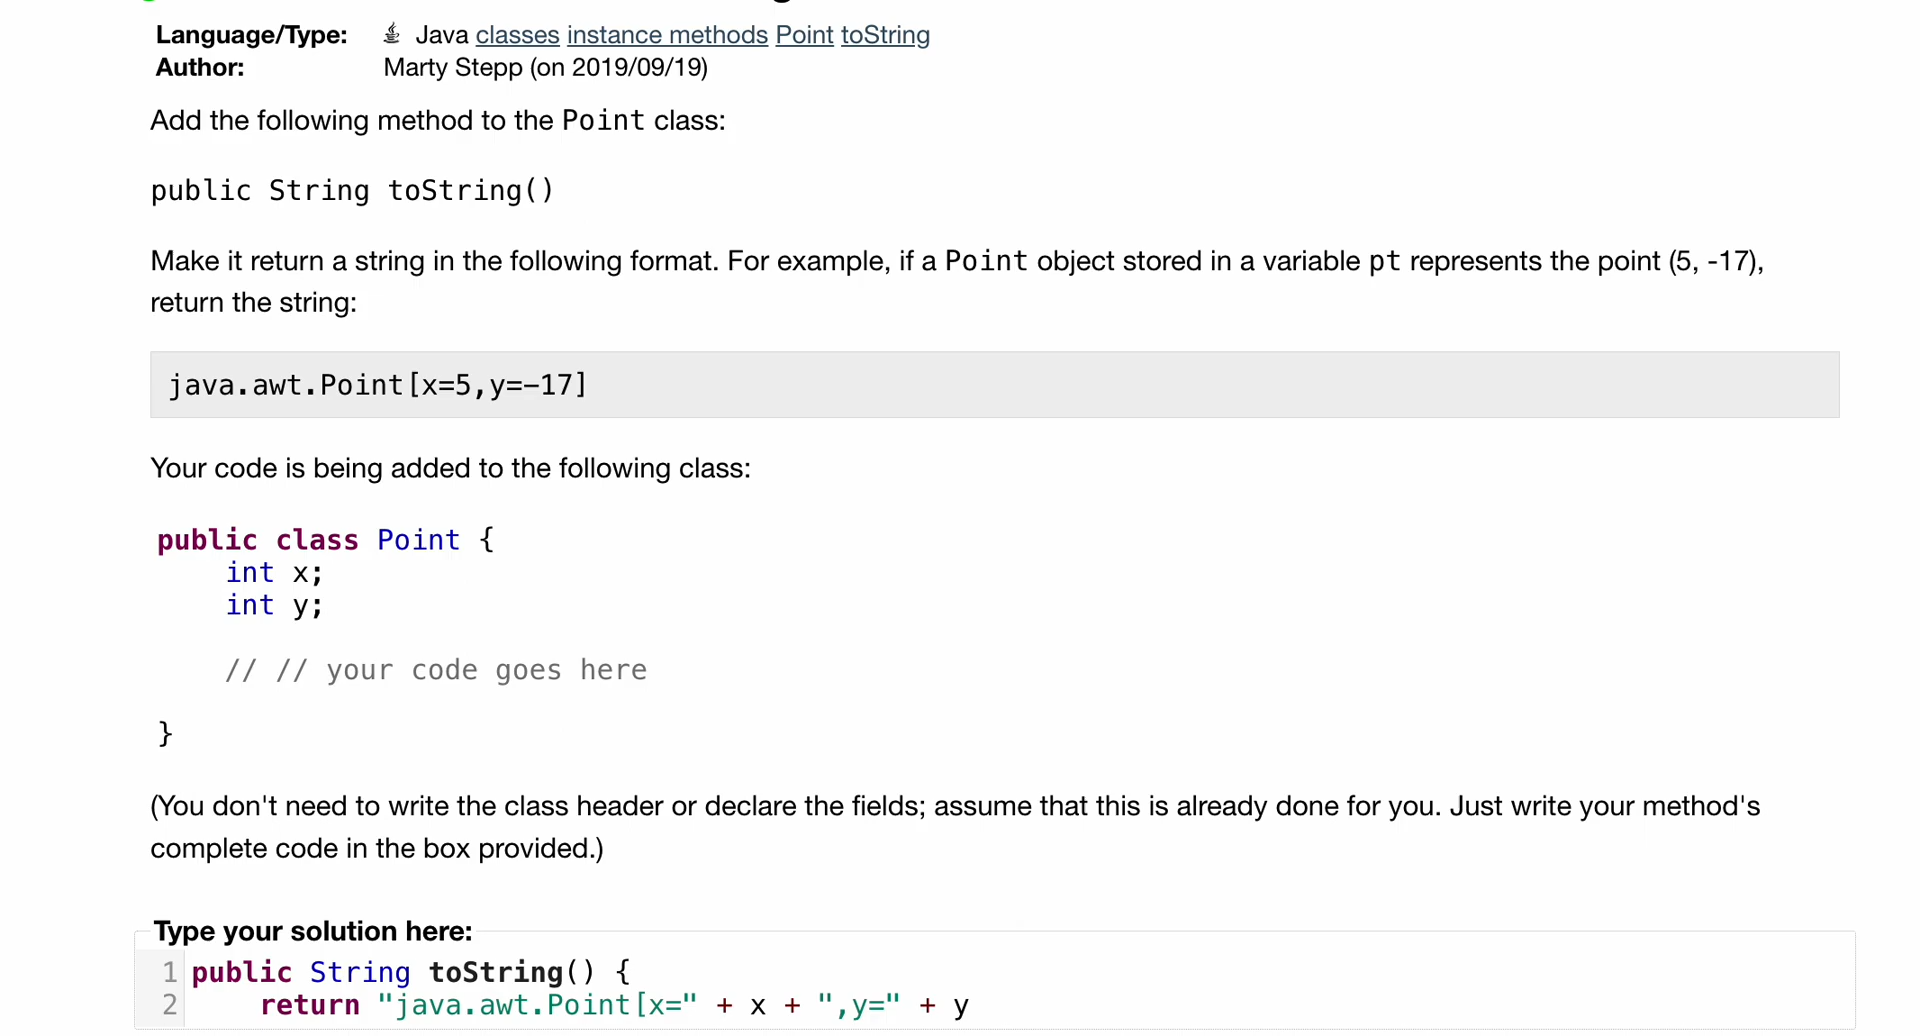 Language/Type: Java classes instance methods Point toString
Author: Marty Stepp (on 2019/09/19)
Add the following method to the Point class:
public String toString()
Make it return a string in the following format. For example, if a Point object stored in a variable pt represents the point (5, -17),
return the string:
java.awt.Point[x=5,y=-17]
Your code is being added to the following class:
public class Point {
    int x;
    int y;
    // // your code goes here
}
(You don't need to write the class header or declare the fields; assume that this is already done for you. Just write your method's
complete code in the box provided.)
Type your solution here:
1 public String toString() {
2     return "java.awt.Point[x=" + x + ",y=" + y